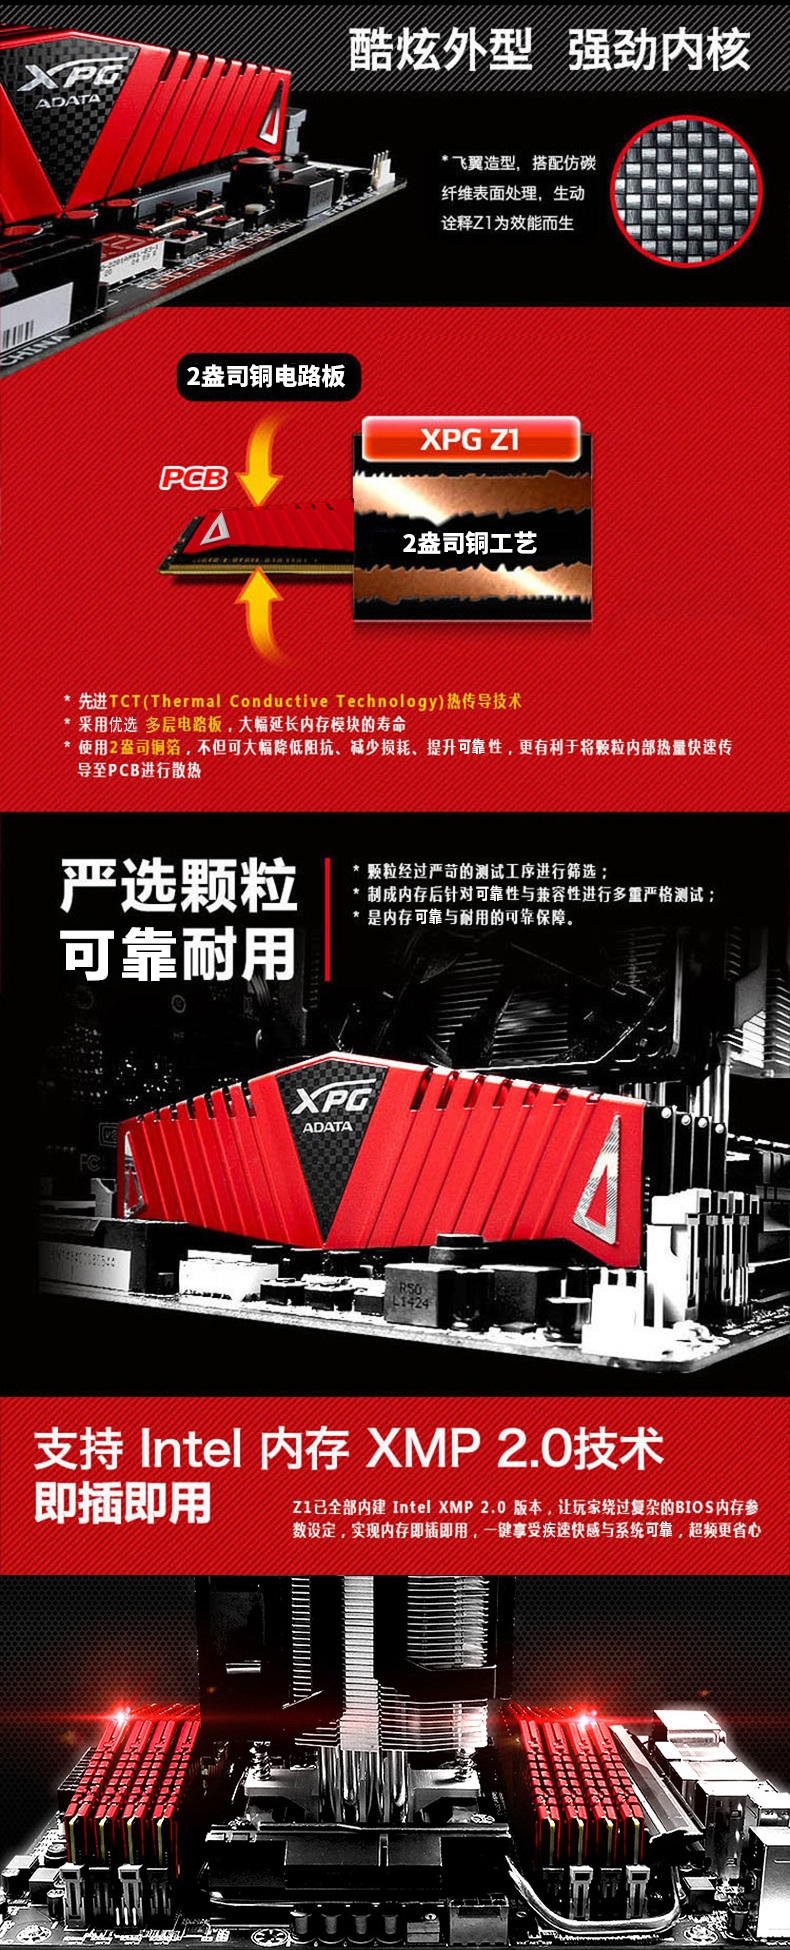 酷炫外型 强劲内核
XPG
ADATA
*飞翼造型，搭配仿碳
纤维表面处理，生动
诠释Z1为效能而生
CHINA
2盎司铜电路板
XPG Z1
PCB
2盎司铜工艺
* 先进TCT(Thermal Conductive Technology)热传导技术
* 采用优选 多层电路板，大幅延长内存模块的寿命
* 使用2盎司铜箔，不但可大幅降低阻抗、减少损耗、提升可靠性，更有利于将颗粒内部热量快速传
导至PCB进行散热
严选颗粒
可靠耐用
* 颗粒经过严苛的测试工序进行筛选；
* 制成内存后针对可靠性与兼容性进行多重严格测试；
* 是内存可靠与耐用的可靠保障。
XPG
ADATA
R50
L1424
支持 Intel 内存 XMP 2.0技术
即插即用
Z1已全部内建 Intel XMP 2.0 版本，让玩家绕过复杂的BIOS内存参
数设定，实现内存即插即用，一键享受疾速快感与系统可靠，超频更省心